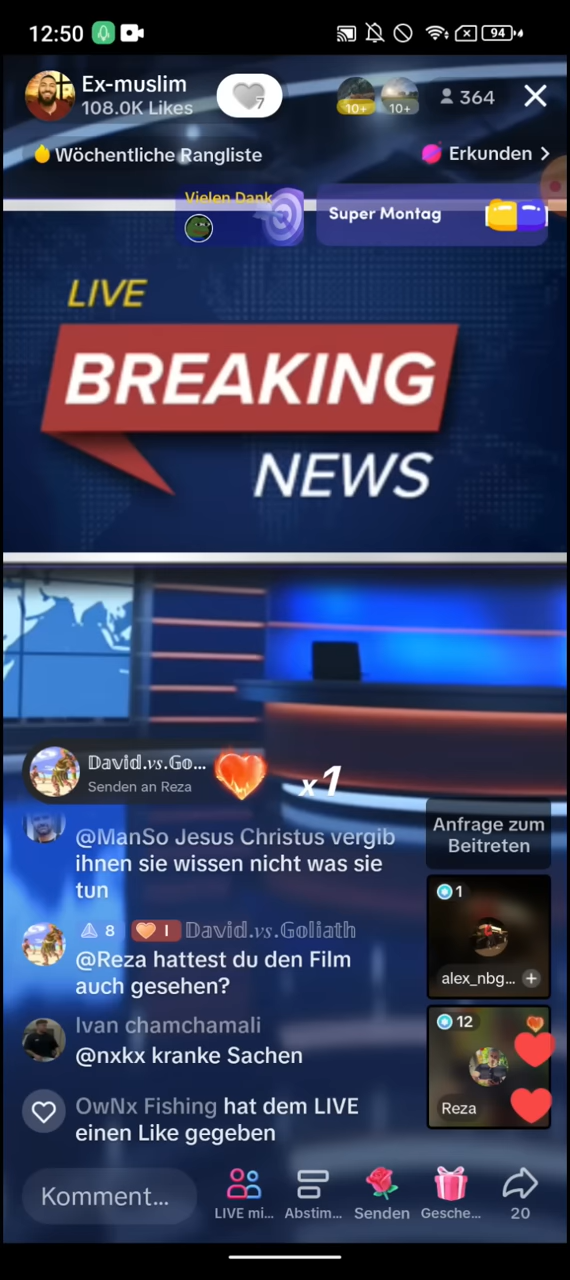 12:50
94
Ex-muslim
108.0K Likes
7
10+
10+
364
Wöchentliche Rangliste
Erkunden
Vielen Dank
Super Montag
LIVE
BREAKING
NEWS
𝔻𝕒𝕧𝕚𝕕.𝓿𝓼.𝔾𝕠...
Senden an Reza
x1
Anfrage zum
Beitreten
@ManSo Jesus Christus vergib
ihnen sie wissen nicht was sie
tun
1
alex_nbg...
8
I
𝔻𝕒𝕧𝕚𝕕.𝓿𝓼.𝔾𝕠𝕝𝕚𝕒𝕥𝕙
@Reza hattest du den Film
auch gesehen?
12
Reza
Ivan chamchamali
@nxkx kranke Sachen
OwNx Fishing hat dem LIVE
einen Like gegeben
Komment...
LIVE mi...
Abstim...
Senden
Gesche...
20